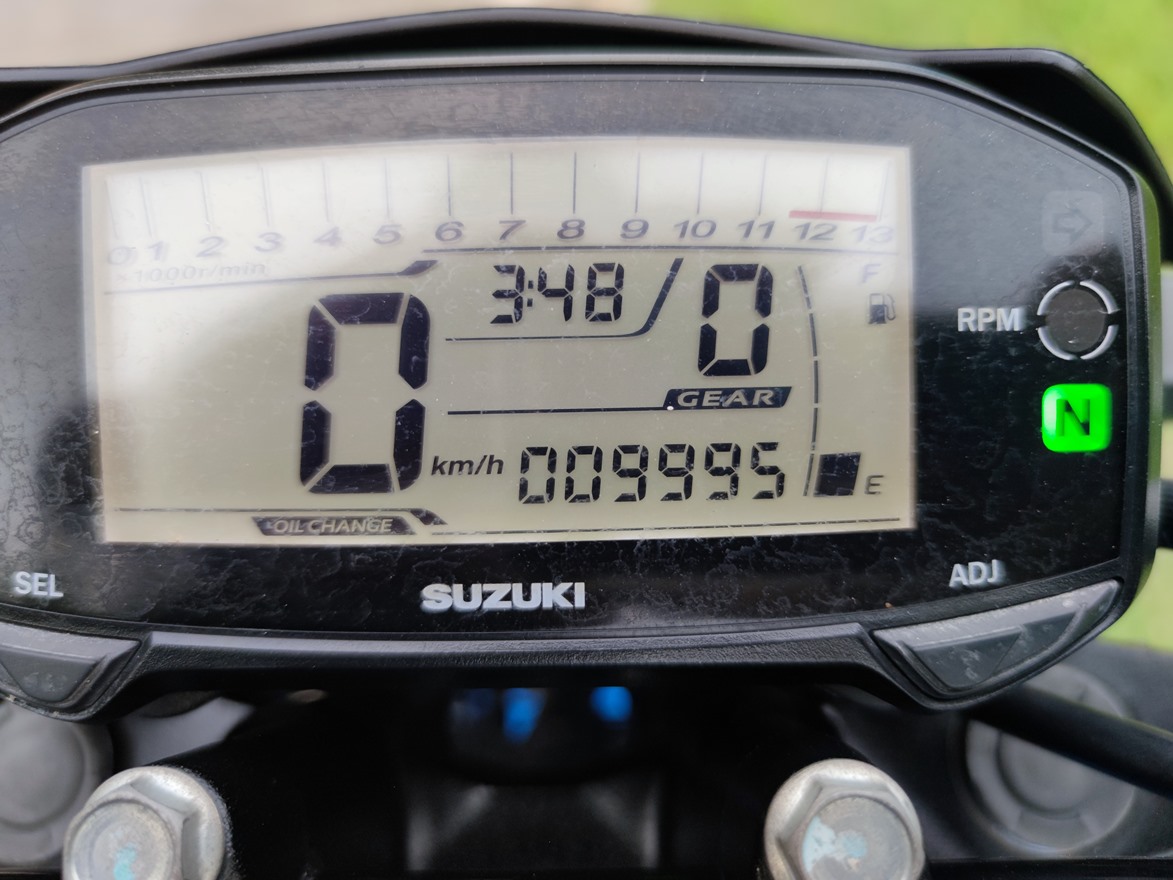 0 1 2 3 4 5 6 7 8 9 10 11 12 13
×1000r/min
3:48
0
F
GEAR
RPM
N
0
km/h
009995
E
OIL CHANGE
SEL
SUZUKI
ADJ